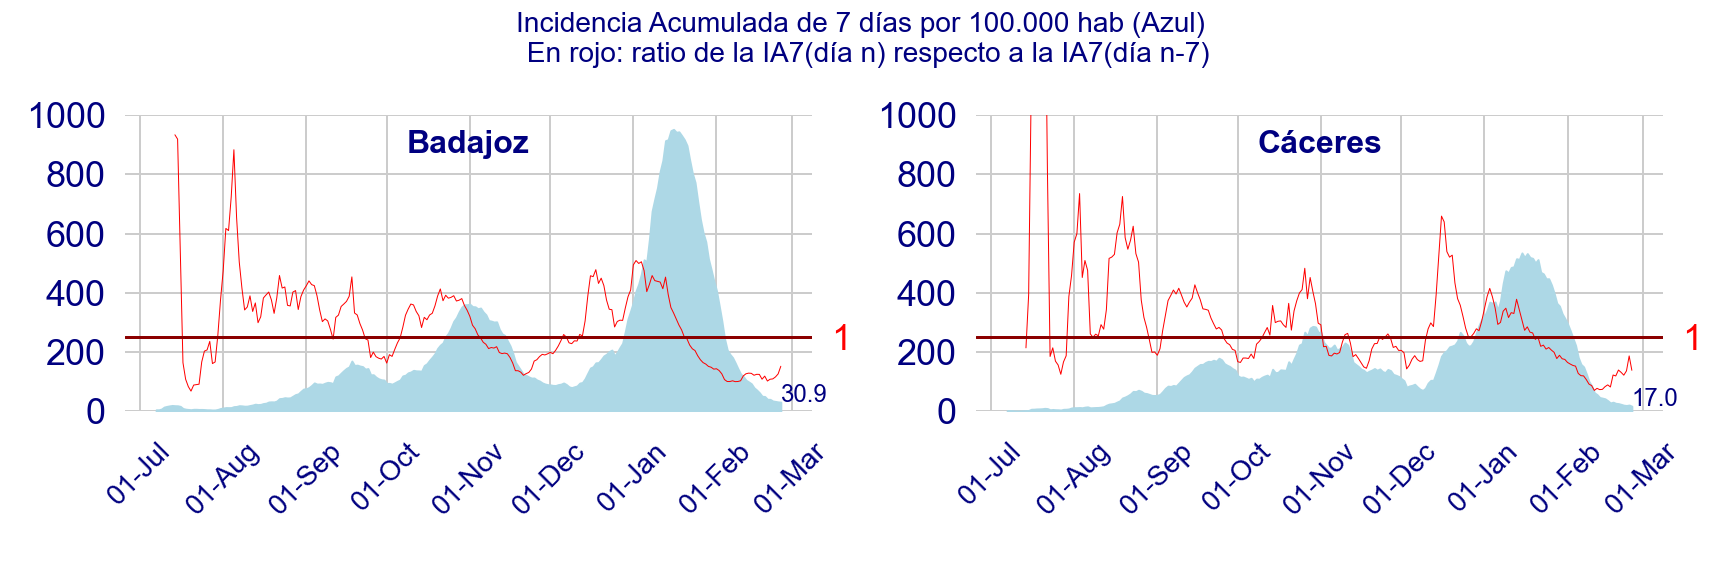 Incidencia Acumulada de 7 días por 100.000 hab (Azul)
En rojo: ratio de la IA7(día n) respecto a la IA7(día n-7)
Badajoz
1000
800
600
400
200
0
1
30.9
01-Jul
01-Aug
01-Sep
01-Oct
01-Nov
01-Dec
01-Jan
01-Feb
01-Mar
Cáceres
1000
800
600
400
200
0
1
17.0
01-Jul
01-Aug
01-Sep
01-Oct
01-Nov
01-Dec
01-Jan
01-Feb
01-Mar